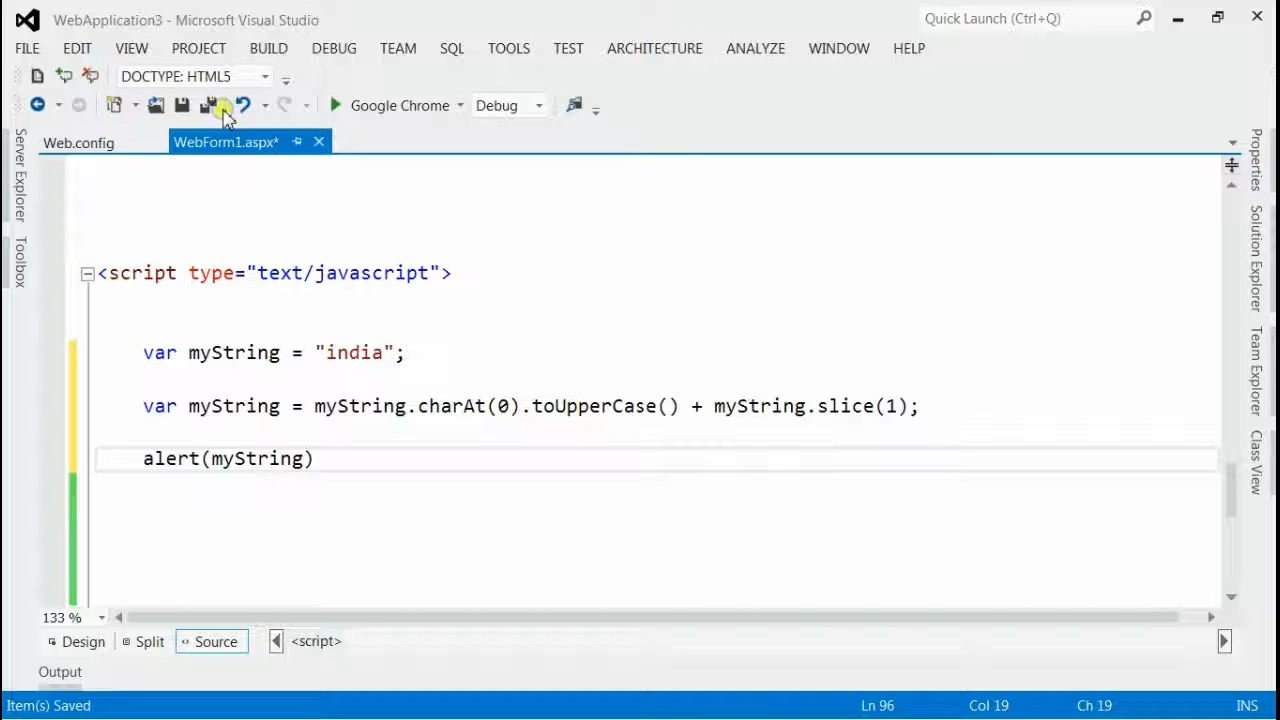 WebApplication3 - Microsoft Visual Studio
Quick Launch (Ctrl+Q)
FILE EDIT VIEW PROJECT BUILD DEBUG TEAM SQL TOOLS TEST ARCHITECTURE ANALYZE WINDOW HELP
DOCTYPE: HTML5
Google Chrome Debug
Web.config WebForm1.aspx*
Server Explorer
Toolbox
<script type="text/javascript">
var myString = "india";
var myString = myString.charAt(0).toUpperCase() + myString.slice(1);
alert(myString)
Properties
Solution Explorer
Team Explorer
Class View
133 %
Design Split Source <script>
Output
Item(s) Saved Ln 96 Col 19 Ch 19 INS